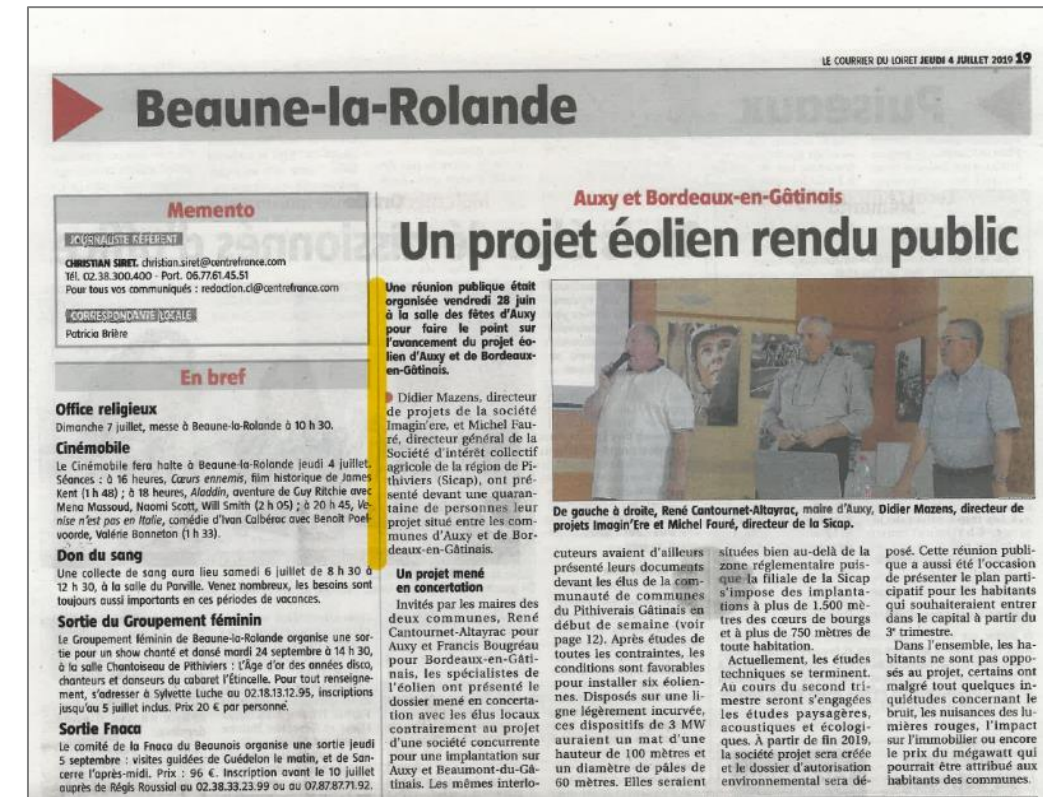 LE COURRIER DU LOIRET JEUDI 4 JUILLET 2019 19
Beaune-la-Rolande
Memento
JOURNALISTE RÉFÉRENT
CHRISTIAN SIRET. christian.siret@centrefrance.com
Tél. 02.38.300.400 - Port. 06.77.61.45.51
Pour tous vos communiqués : redaction.cl@centrefrance.com
CORRESPONDANTE LOCALE
Patricia Brière
En bref
Office religieux
Dimanche 7 juillet, messe à Beaune-la-Rolande à 10 h 30.
Cinémobile
Le Cinémobile fera halte à Beaune-la-Rolande jeudi 4 juillet.
Séances : à 16 heures, Cœurs ennemis, film historique de James
Kent (1 h 48) ; à 18 heures, Aladdin, aventure de Guy Ritchie avec
Mena Massoud, Naomi Scott, Will Smith (2 h 05) ; à 20 h 45, Ve-
nise n'est pas en Italie, comédie d'Ivan Calbérac avec Benoît Poel-
voorde, Valérie Bonneton (1 h 33).
Don du sang
Une collecte de sang aura lieu samedi 6 juillet de 8 h 30 à
12 h 30, à la salle du Parville. Venez nombreux, les besoins sont
toujours aussi importants en ces périodes de vacances.
Sortie du Groupement féminin
Le Groupement féminin de Beaune-la-Rolande organise une sor-
tie pour un show chanté et dansé mardi 24 septembre à 14 h 30,
à la salle Chantoiseau de Pithiviers : L'Âge d'or des années disco,
chanteurs et danseurs du cabaret l'Étincelle. Pour tout renseigne-
ment, s'adresser à Sylvette Luche au 02.18.13.12.95, inscriptions
jusqu'au 5 juillet inclus. Prix 20 € par personne.
Sortie Fnaca
Le comité de la Fnaca du Beaunois organise une sortie jeudi
5 septembre : visites guidées de Guédelon le matin, et de San-
cerre l'après-midi. Prix : 96 €. Inscription avant le 10 juillet
auprès de Régis Roussial au 02.38.33.23.99 ou au 07.87.87.71.92.
Auxy et Bordeaux-en-Gâtinais
Un projet éolien rendu public
Une réunion publique était
organisée vendredi 28 juin
à la salle des fêtes d'Auxy
pour faire le point sur
l'avancement du projet éo-
lien d'Auxy et de Bordeaux-
en-Gâtinais.
Didier Mazens, directeur
de projets de la société
Imagin'ere, et Michel Fau-
ré, directeur général de la
Société d'intérêt collectif
agricole de la région de Pi-
thiviers (Sicap), ont pré-
senté devant une quaran-
taine de personnes leur
projet situé entre les com-
munes d'Auxy et de Bor-
deaux-en-Gâtinais.
Un projet mené
en concertation
Invités par les maires des
deux communes, René
Cantournet-Altayrac pour
Auxy et Francis Bougréau
pour Bordeaux-en-Gâti-
nais, les spécialistes de
l'éolien ont présenté le
dossier mené en concerta-
tion avec les élus locaux
contrairement au projet
d'une société concurrente
pour une implantation sur
Auxy et Beaumont-du-Gâ-
tinais. Les mêmes interlo-
De gauche à droite, René Cantournet-Altayrac, maire d'Auxy, Didier Mazens, directeur de
projets Imagin'Ere et Michel Fauré, directeur de la Sicap.
cuteurs avaient d'ailleurs
présenté leurs documents
devant les élus de la com-
munauté de communes
du Pithiverais Gâtinais en
début de semaine (voir
page 12). Après études de
toutes les contraintes, les
conditions sont favorables
pour installer six éolien-
nes. Disposés sur une li-
gne légèrement incurvée,
ces dispositifs de 3 MW
auraient un mat d'une
hauteur de 100 mètres et
un diamètre de pâles de
60 mètres. Elles seraient
situées bien au-delà de la
zone réglementaire puis-
que la filiale de la Sicap
s'impose des implanta-
tions à plus de 1.500 mè-
tres des cœurs de bourgs
et à plus de 750 mètres de
toute habitation.
Actuellement, les études
techniques se terminent.
Au cours du second tri-
mestre seront s'engagées
les études paysagères,
acoustiques et écologi-
ques. À partir de fin 2019,
la société projet sera créée
et le dossier d'autorisation
environnemental sera dé-
posé. Cette réunion publi-
que a aussi été l'occasion
de présenter le plan parti-
cipatif pour les habitants
qui souhaiteraient entrer
dans le capital à partir du
3e trimestre.
Dans l'ensemble, les ha-
bitants ne sont pas oppo-
tésés au projet, certains ont
malgré tout quelques in-
quiétudes concernant le
bruit, les nuisances des lu-
mières rouges, l'impact
sur l'immobilier ou encore
le prix du mégawatt qui
pourrait être attribué aux
habitants des communes.